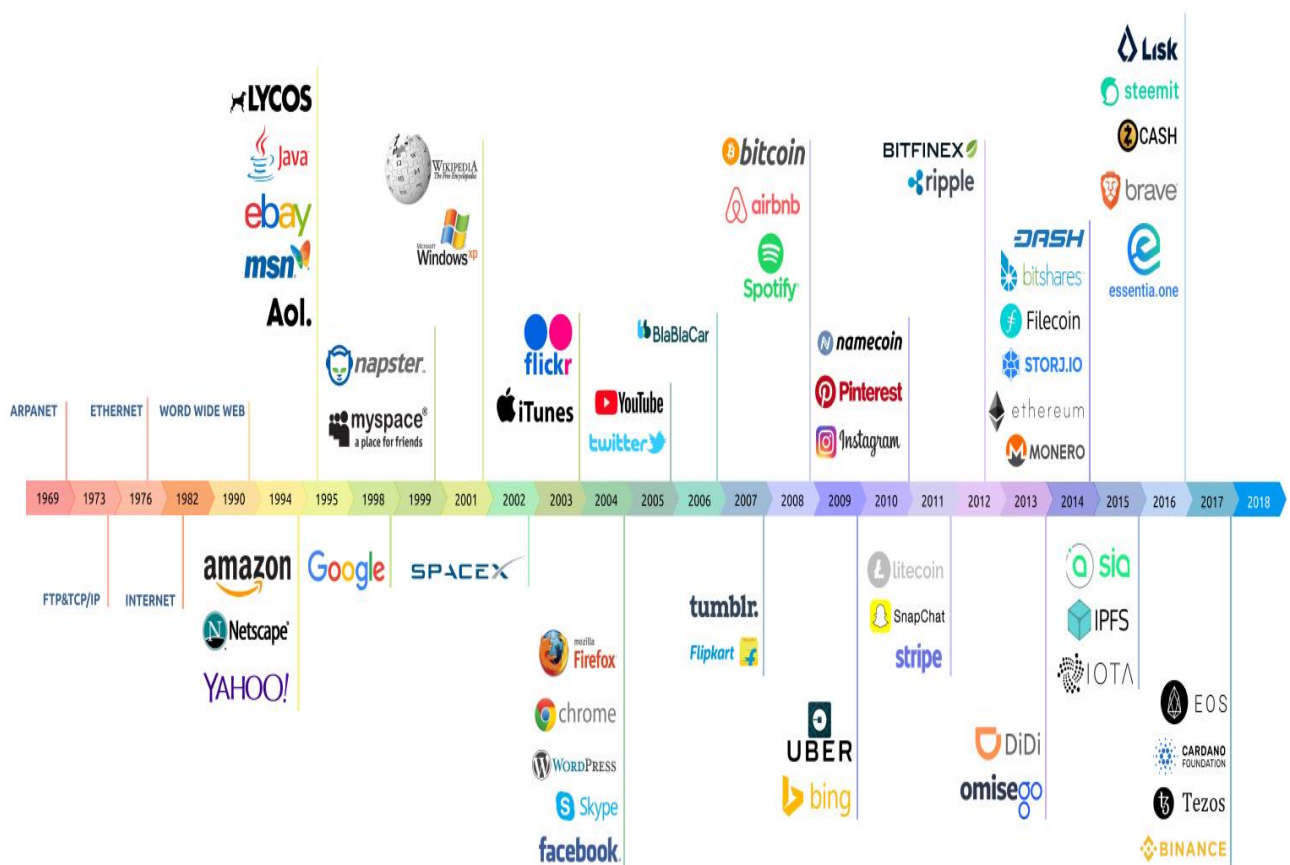 LISK
steemit
ZCASH
brave
essentia.one
LYCOS
Java
ebay
msn
Aol.
WIKIPEDIA
The Free Encyclopedia
Microsoft
Windows xp
bitcoin
airbnb
Spotify
BITFINEX
ripple
DASH
bitshares
Filecoin
STORJ.IO
ethereum
MONERO
napster.
myspace®
a place for friends
flickr
iTunes
BlaBlaCar
YouTube
twitter
namecoin
Pinterest
Instagram
ARPANET ETHERNET WORD WIDE WEB
1969 1973 1976 1982 1990 1994 1995 1998 1999 2001 2002 2003 2004 2005 2006 2007 2008 2009 2010 2011 2012 2013 2014 2015 2016 2017 2018
FTP&TCP/IP INTERNET
amazon
Netscape®
YAHOO!
Google
SPACEX
mozilla
Firefox
chrome
WORDPRESS
Skype
facebook.
tumblr.
Flipkart
UBER
bing
litecoin
SnapChat
stripe
DiDi
omisego
sia
IPFS
IOTA
EOS
CARDANO
FOUNDATION
Tezos
BINANCE